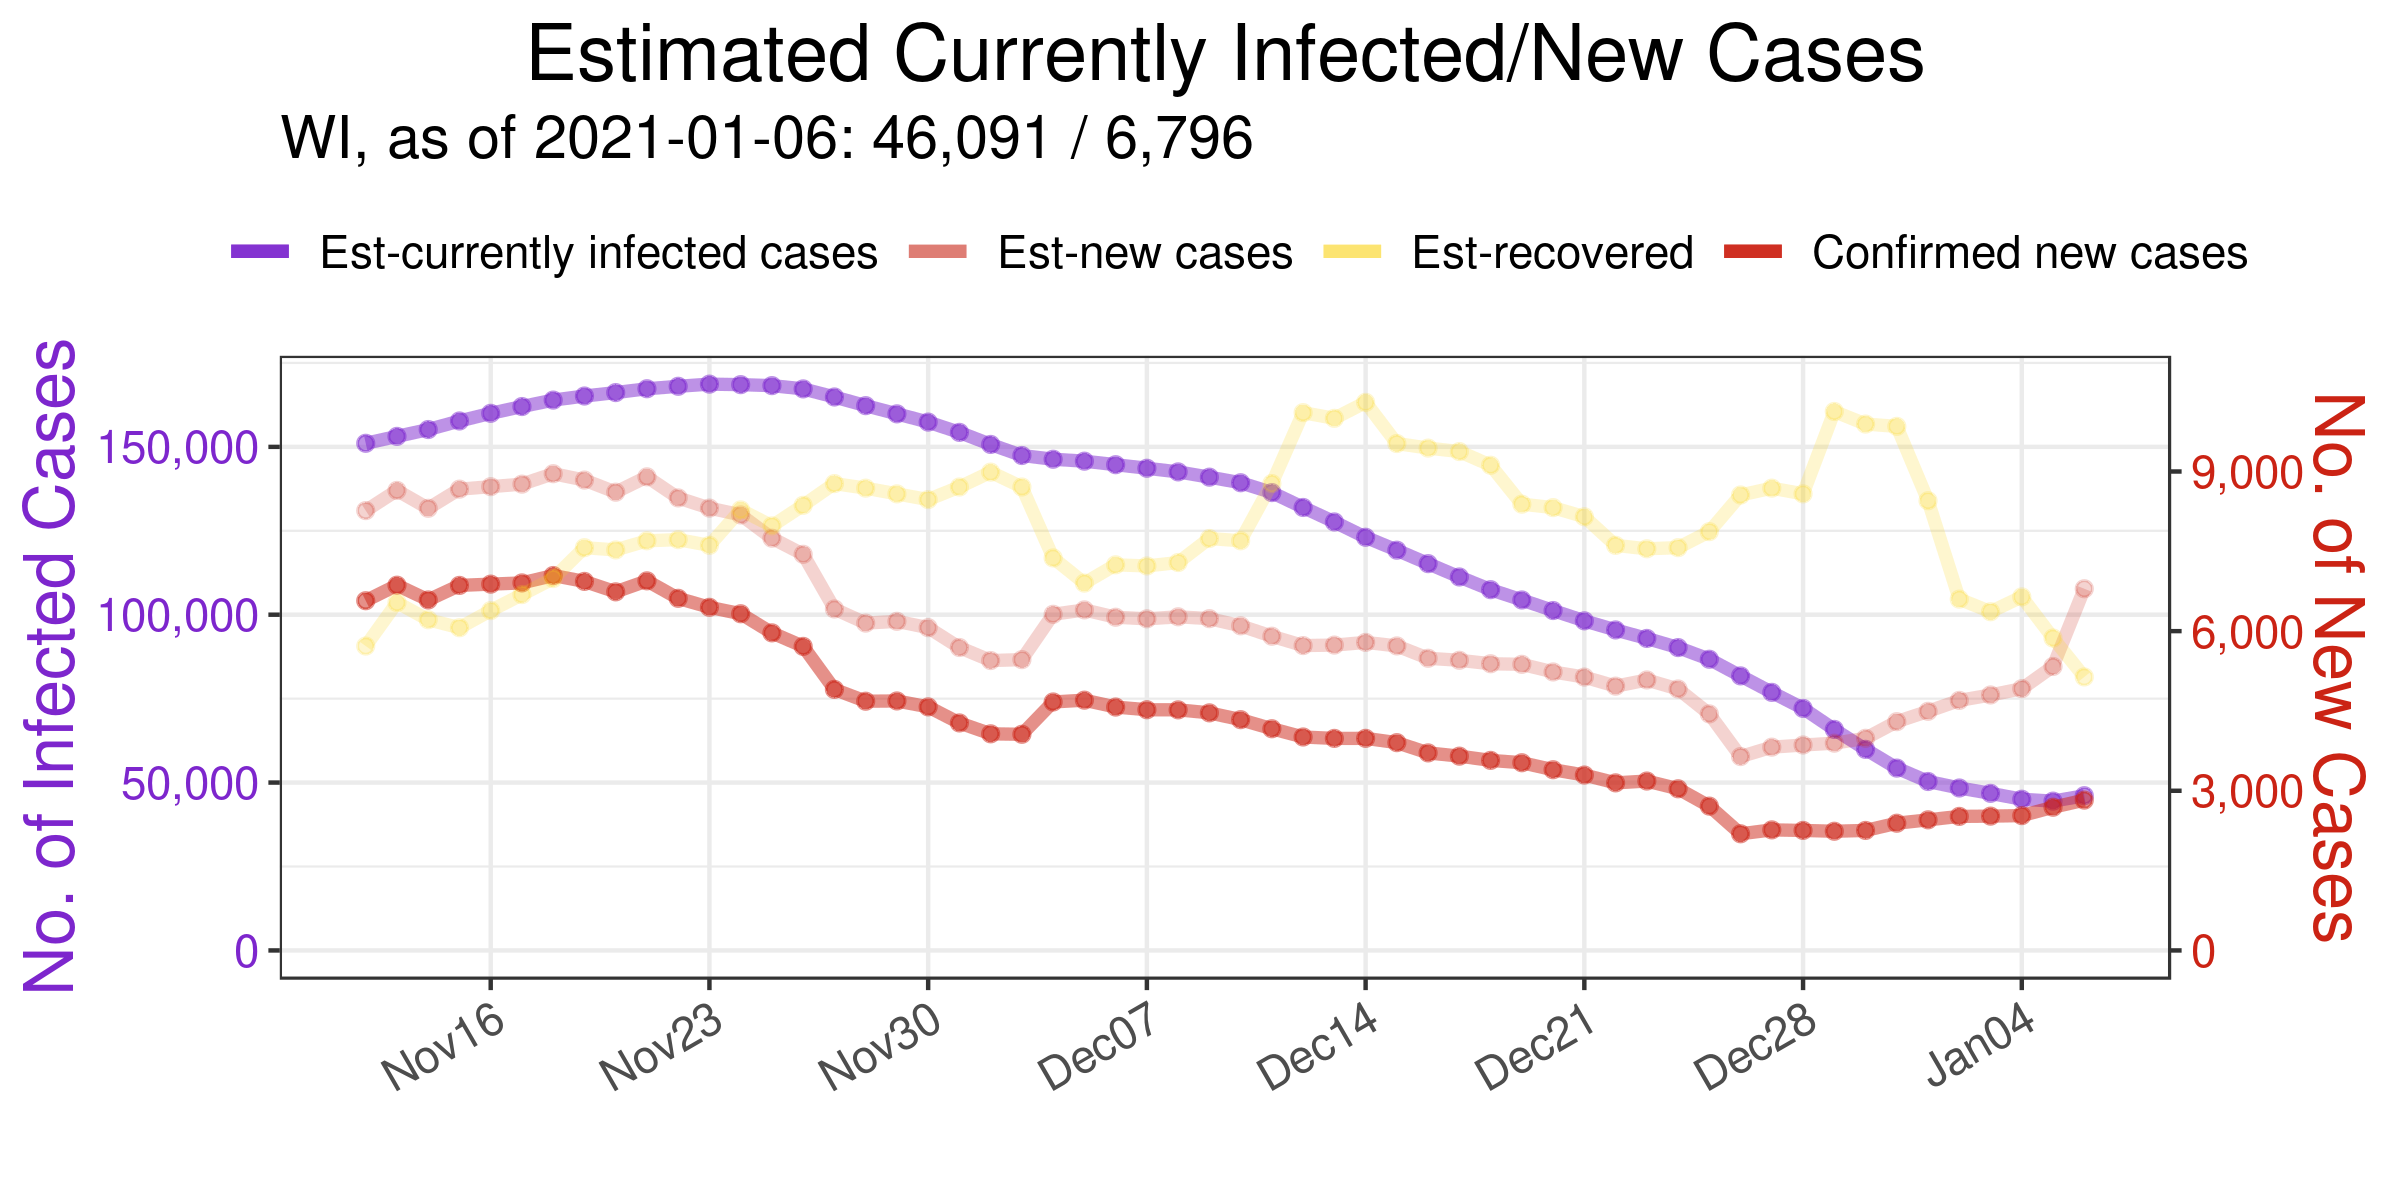 Estimated Currently Infected/New Cases
WI, as of 2021-01-06: 46,091 / 6,796
Est-currently infected cases Est-new cases Est-recovered Confirmed new cases
No. of Infected Cases
150,000
100,000
50,000
0
9,000
6,000
3,000
0
No. of New Cases
Nov16 Nov23 Nov30 Dec07 Dec14 Dec21 Dec28 Jan04